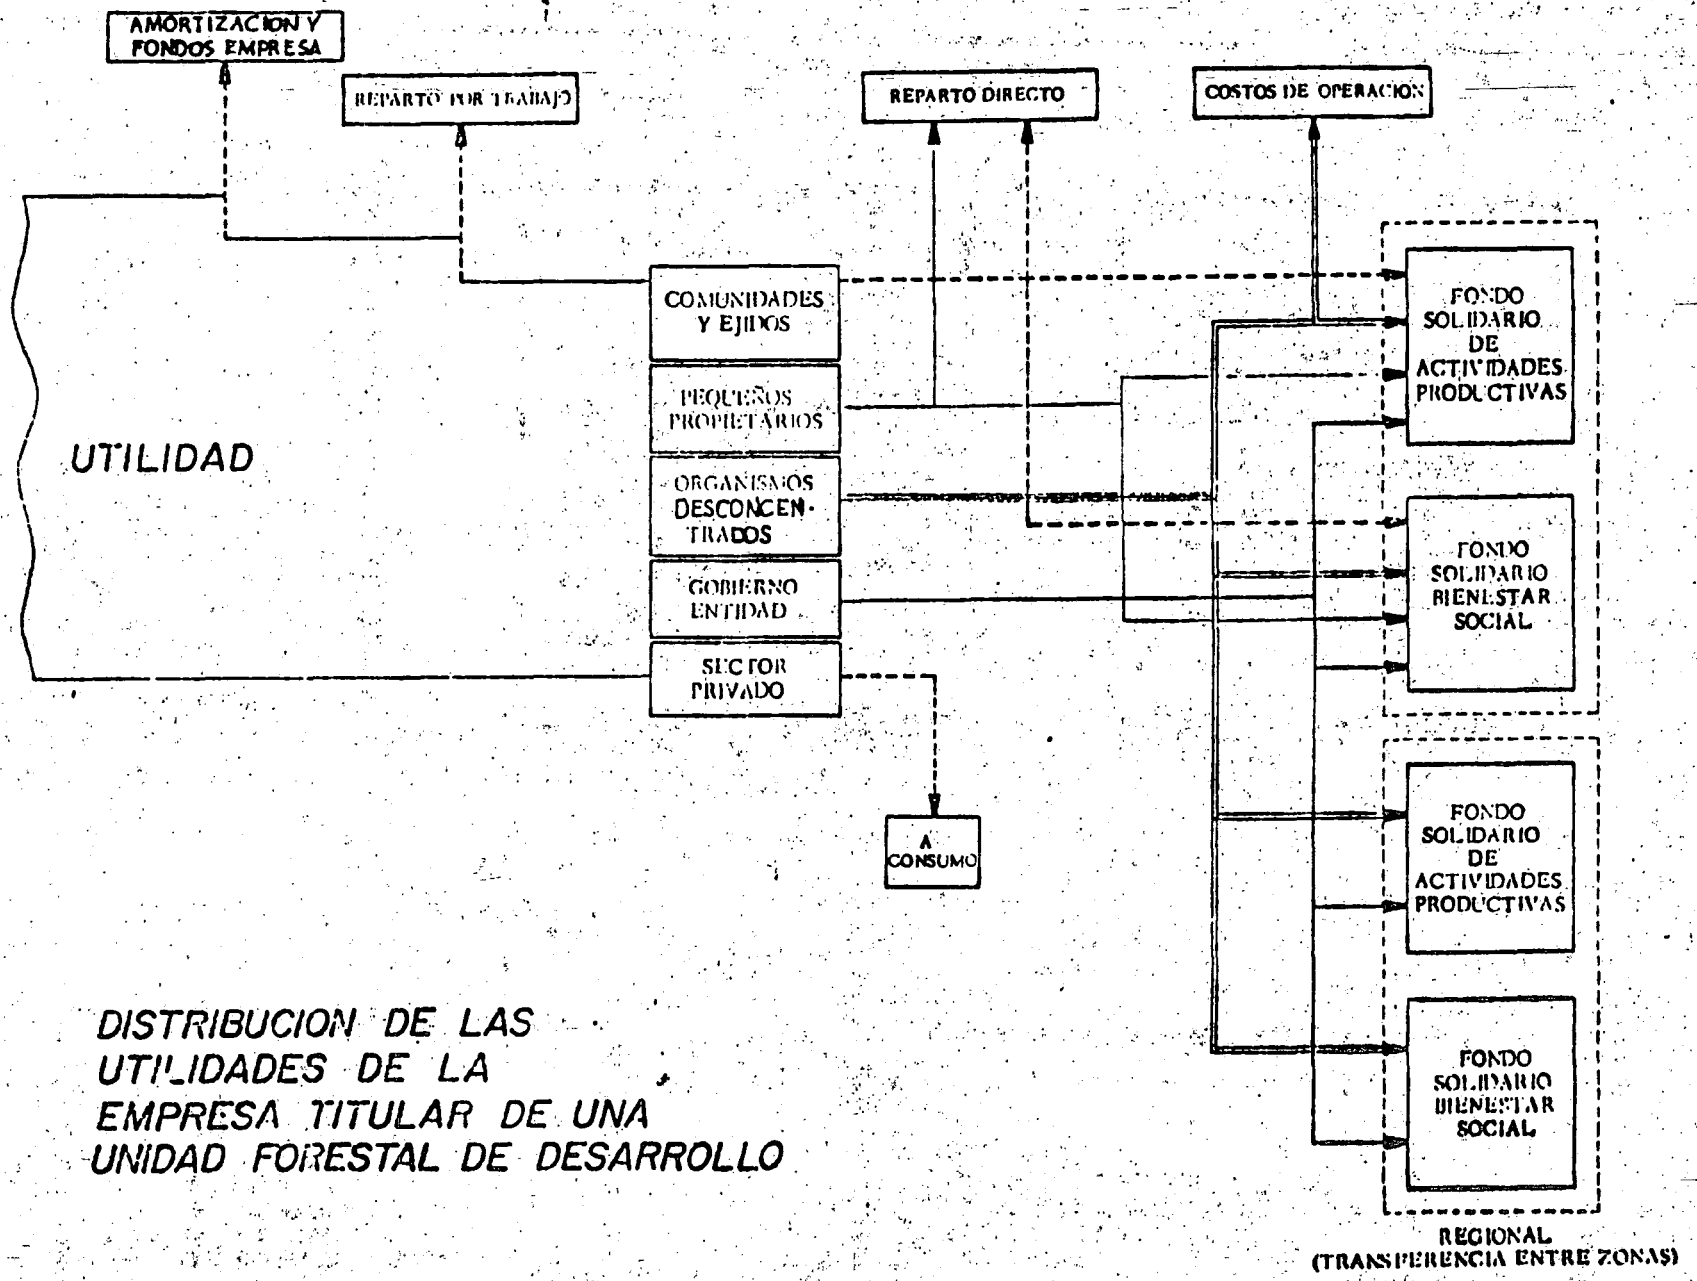 AMORTIZACION Y
FONDOS EMPRESA
REPARTO POR TRABAJO
REPARTO DIRECTO
COSTOS DE OPERACION
COMUNIDADES
Y EJIDOS
PEQUEÑOS
PROPIETARIOS
ORGANISMOS
DESCONCEN-
TRADOS
GOBIERNO
ENTIDAD
SECTOR
PRIVADO
UTILIDAD
A
CONSUMO
FONDO
SOLIDARIO
DE
ACTIVIDADES
PRODUCTIVAS
FONDO
SOLIDARIO
BIENESTAR
SOCIAL
FONDO
SOLIDARIO
DE
ACTIVIDADES
PRODUCTIVAS
FONDO
SOLIDARIO
BIENESTAR
SOCIAL
REGIONAL
(TRANSFERENCIA ENTRE ZONAS)
DISTRIBUCION DE LAS
UTILIDADES DE LA
EMPRESA TITULAR DE UNA
UNIDAD FORESTAL DE DESARROLLO